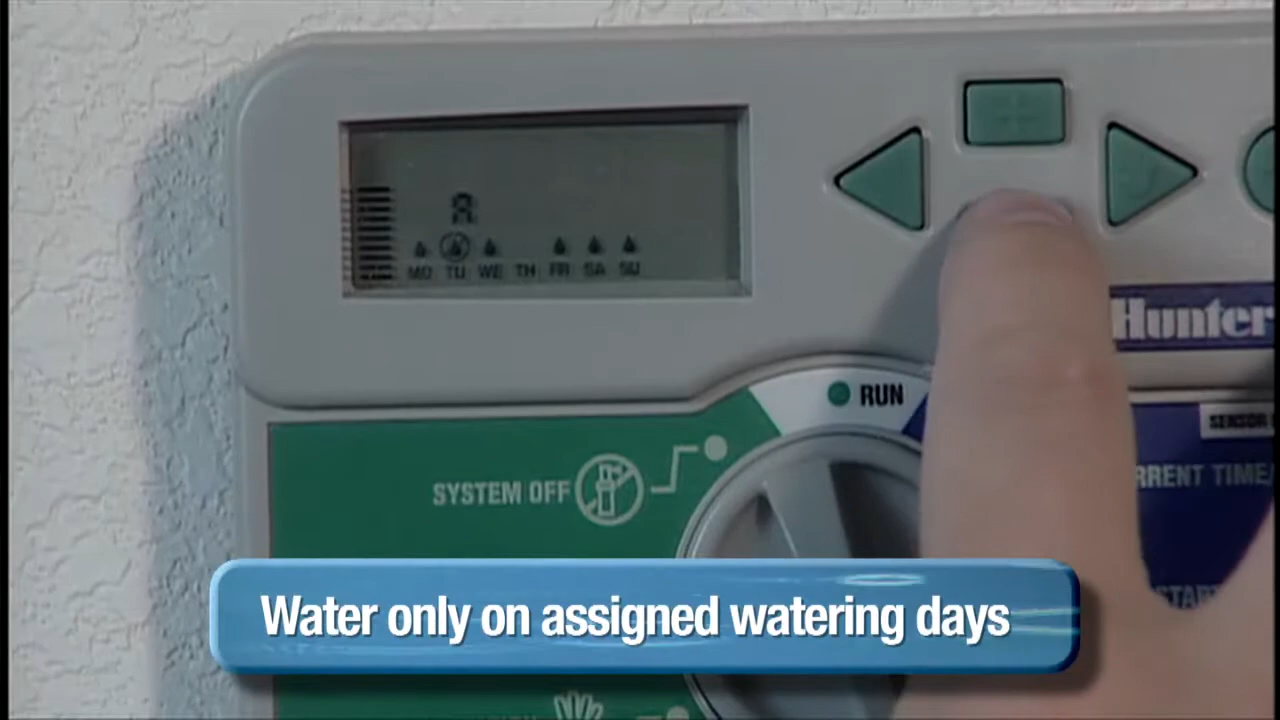 A
MO TU WE TH FR SA SU
Hunter
RUN
SENSOR
SYSTEM OFF
RRENT TIME/
START
Water only on assigned watering days